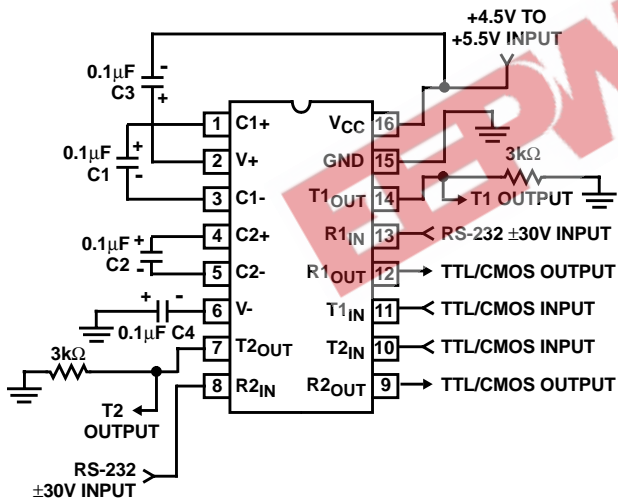 +4.5V TO
+5.5V INPUT
0.1μF
C3
-
+
0.1μF
C1
+
-
0.1μF
C2
+
-
+ -
0.1μF C4
1 C1+
2 V+
3 C1-
4 C2+
5 C2-
6 V-
7 T2OUT
8 R2IN
VCC 16
GND 15
T1OUT 14
R1IN 13
R1OUT 12
T1IN 11
T2IN 10
R2OUT 9
3kΩ
T1 OUTPUT
RS-232 ±30V INPUT
TTL/CMOS OUTPUT
TTL/CMOS INPUT
TTL/CMOS INPUT
TTL/CMOS OUTPUT
3kΩ
T2
OUTPUT
RS-232
±30V INPUT